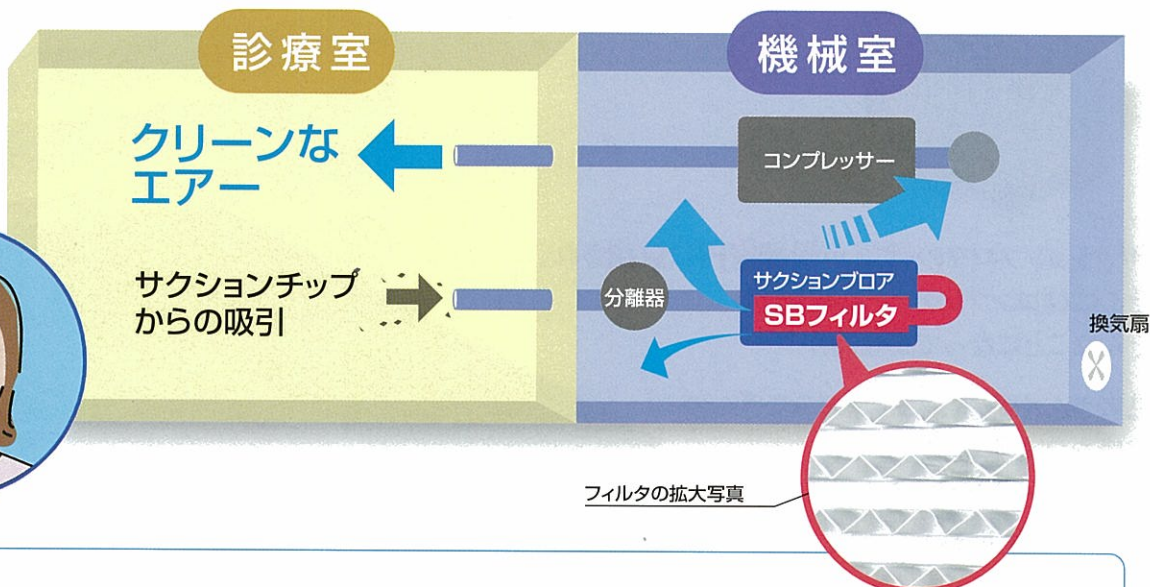 診療室
機械室
クリーンな
エアー
コンプレッサー
サクションチップ
からの吸引
分離器
サクションブロア
SBフィルタ
換気扇
フィルタの拡大写真